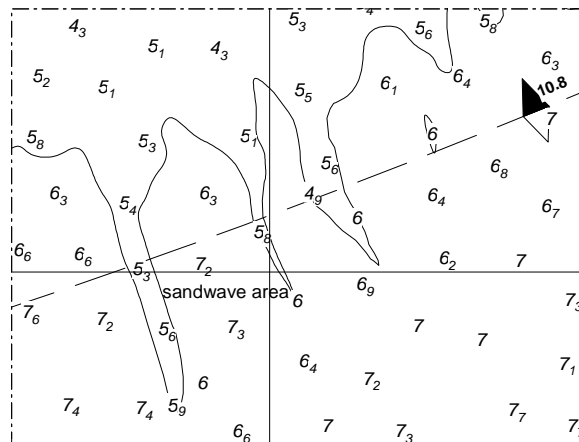 4₃ 5₁ 4₃ 5₃ 4 5₆ 5₈
5₂ 5₁ 5₅ 6₁ 6₄ 6₃
10.8
5₈ 5₃ 5₁ 6 7
5₆ 6₈
6₃ 5₄ 6₃ 4₉ 6 6₄ 6₇
6₆ 6₆ 5₃ 7₂ 5₈ 6₂ 7
sandwave area 6 6₉ 7₃
7₆ 7₂ 5₆ 7₃ 7 7
6 6₄ 7₂ 7₁
7₄ 7₄ 5₉ 7₇
6₆ 7 7₃ 7